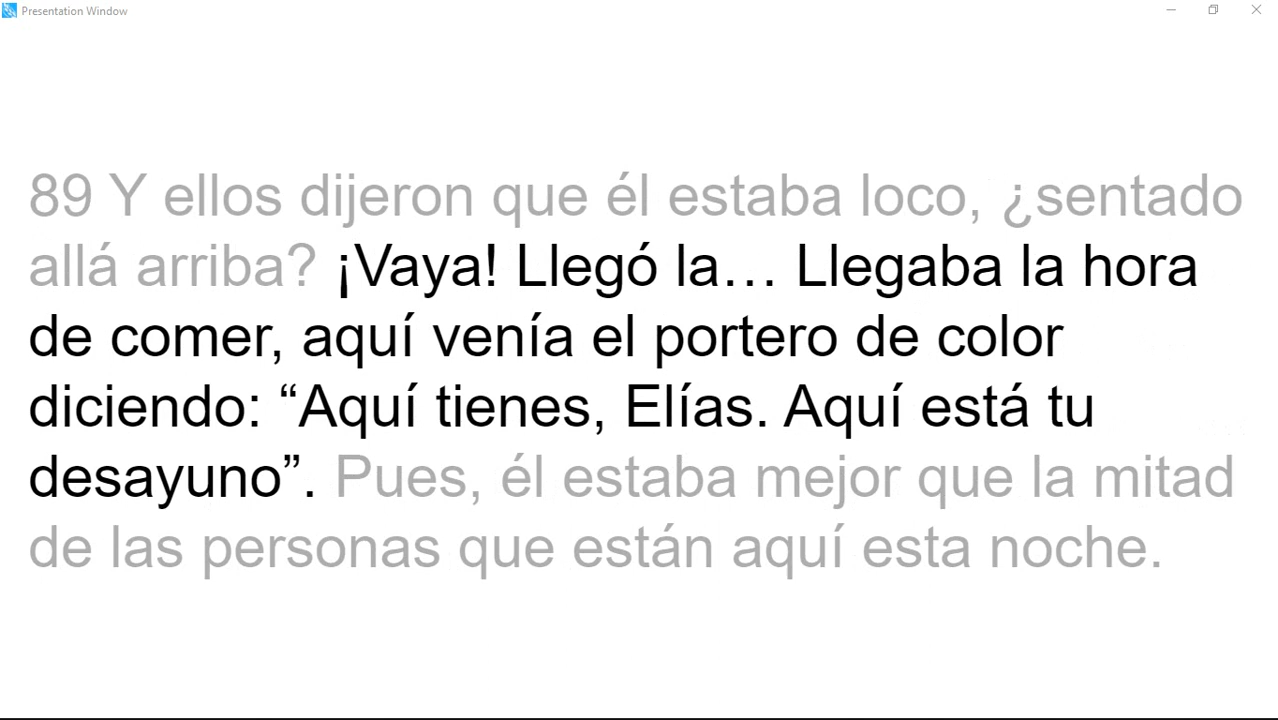 Presentation Window
89 Y ellos dijeron que él estaba loco, ¿sentado
allá arriba? ¡Vaya! Llegó la… Llegaba la hora
de comer, aquí venía el portero de color
diciendo: “Aquí tienes, Elías. Aquí está tu
desayuno”. Pues, él estaba mejor que la mitad
de las personas que están aquí esta noche.